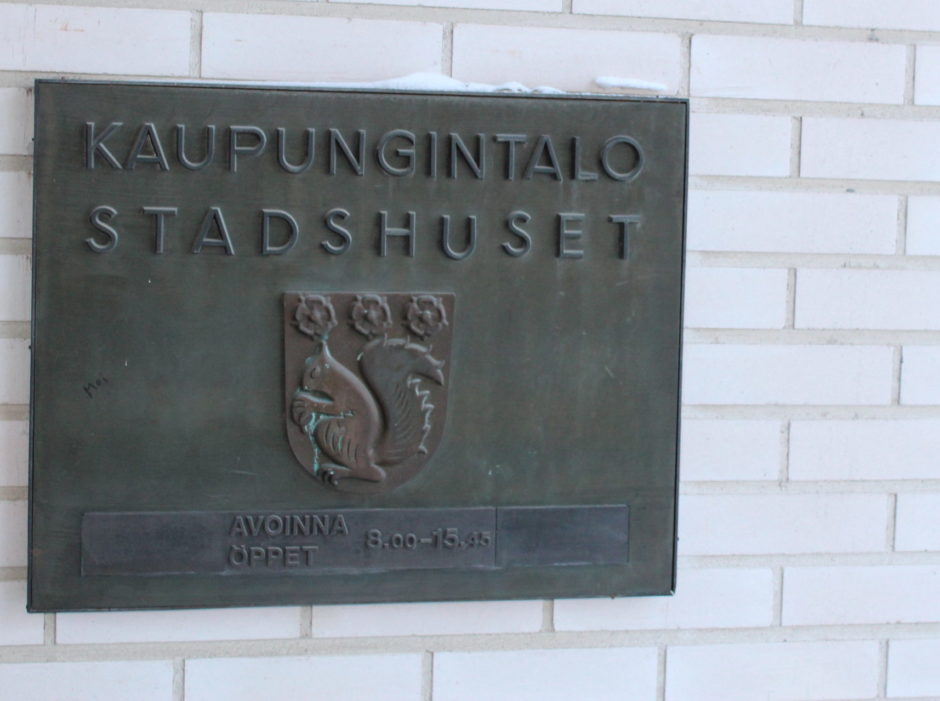 KAUPUNGINTALO
STADSHUSET
AVOINNA 8.00-15.45
ÖPPET